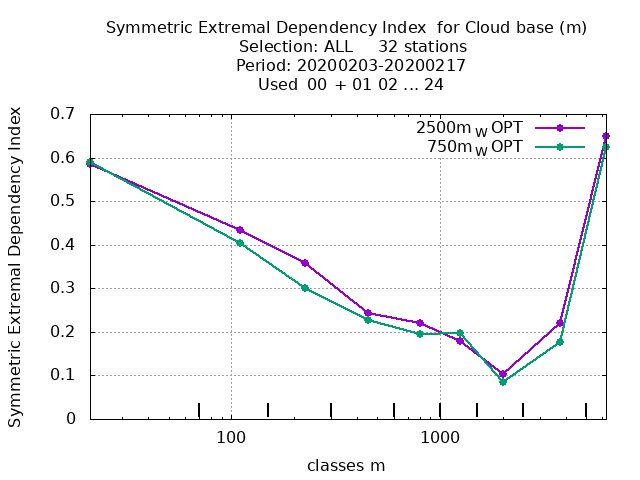 Symmetric Extremal Dependency Index for Cloud base (m)
Selection: ALL 32 stations
Period: 20200203-20200217
Used 00 + 01 02 ... 24
Symmetric Extremal Dependency Index
0.7
0.6
0.5
0.4
0.3
0.2
0.1
0
2500m W OPT
750m W OPT
100 1000
classes m